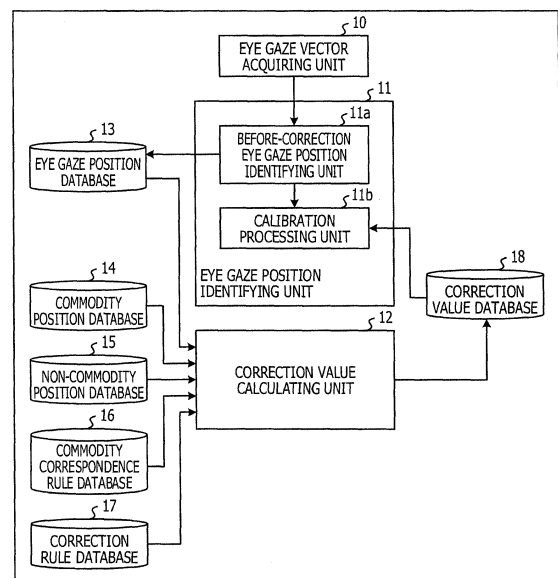 10
EYE GAZE VECTOR
ACQUIRING UNIT
11
11a
BEFORE-CORRECTION
EYE GAZE POSITION
IDENTIFYING UNIT
11b
CALIBRATION
PROCESSING UNIT
EYE GAZE POSITION
IDENTIFYING UNIT
13
EYE GAZE POSITION
DATABASE
14
COMMODITY
POSITION DATABASE
15
NON-COMMODITY
POSITION DATABASE
16
COMMODITY
CORRESPONDENCE
RULE DATABASE
17
CORRECTION
RULE DATABASE
12
CORRECTION VALUE
CALCULATING UNIT
18
CORRECTION
VALUE DATABASE